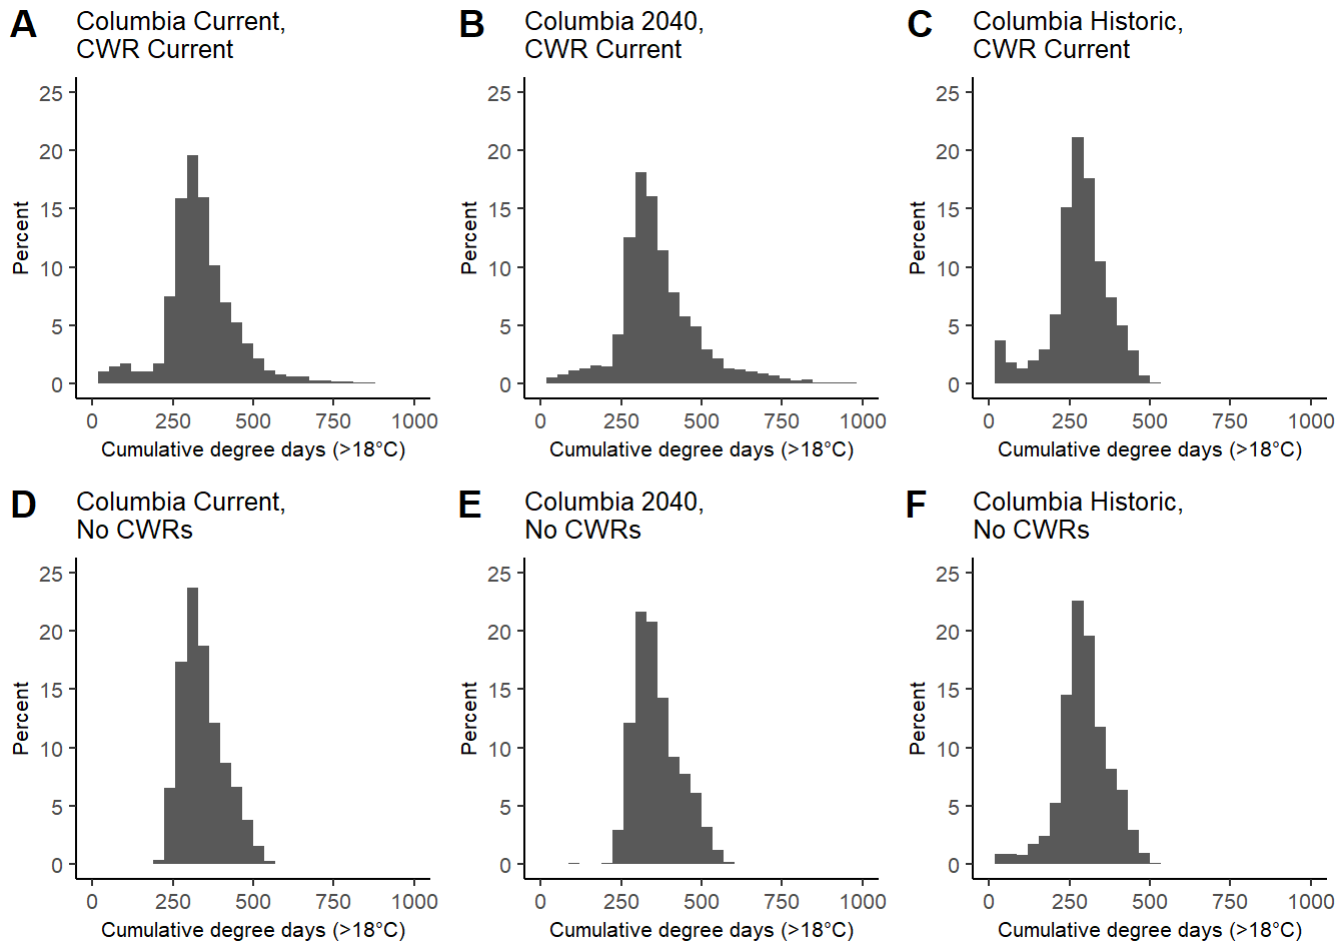 A Columbia Current,
CWR Current
25
20
15
10
5
0
Percent
0 250 500 750 1000
Cumulative degree days (>18°C)
B Columbia 2040,
CWR Current
25
20
15
10
5
0
Percent
0 250 500 750 1000
Cumulative degree days (>18°C)
C Columbia Historic,
CWR Current
25
20
15
10
5
0
Percent
0 250 500 750 1000
Cumulative degree days (>18°C)
D Columbia Current,
No CWRs
25
20
15
10
5
0
Percent
0 250 500 750 1000
Cumulative degree days (>18°C)
E Columbia 2040,
No CWRs
25
20
15
10
5
0
Percent
0 250 500 750 1000
Cumulative degree days (>18°C)
F Columbia Historic,
No CWRs
25
20
15
10
5
0
Percent
0 250 500 750 1000
Cumulative degree days (>18°C)